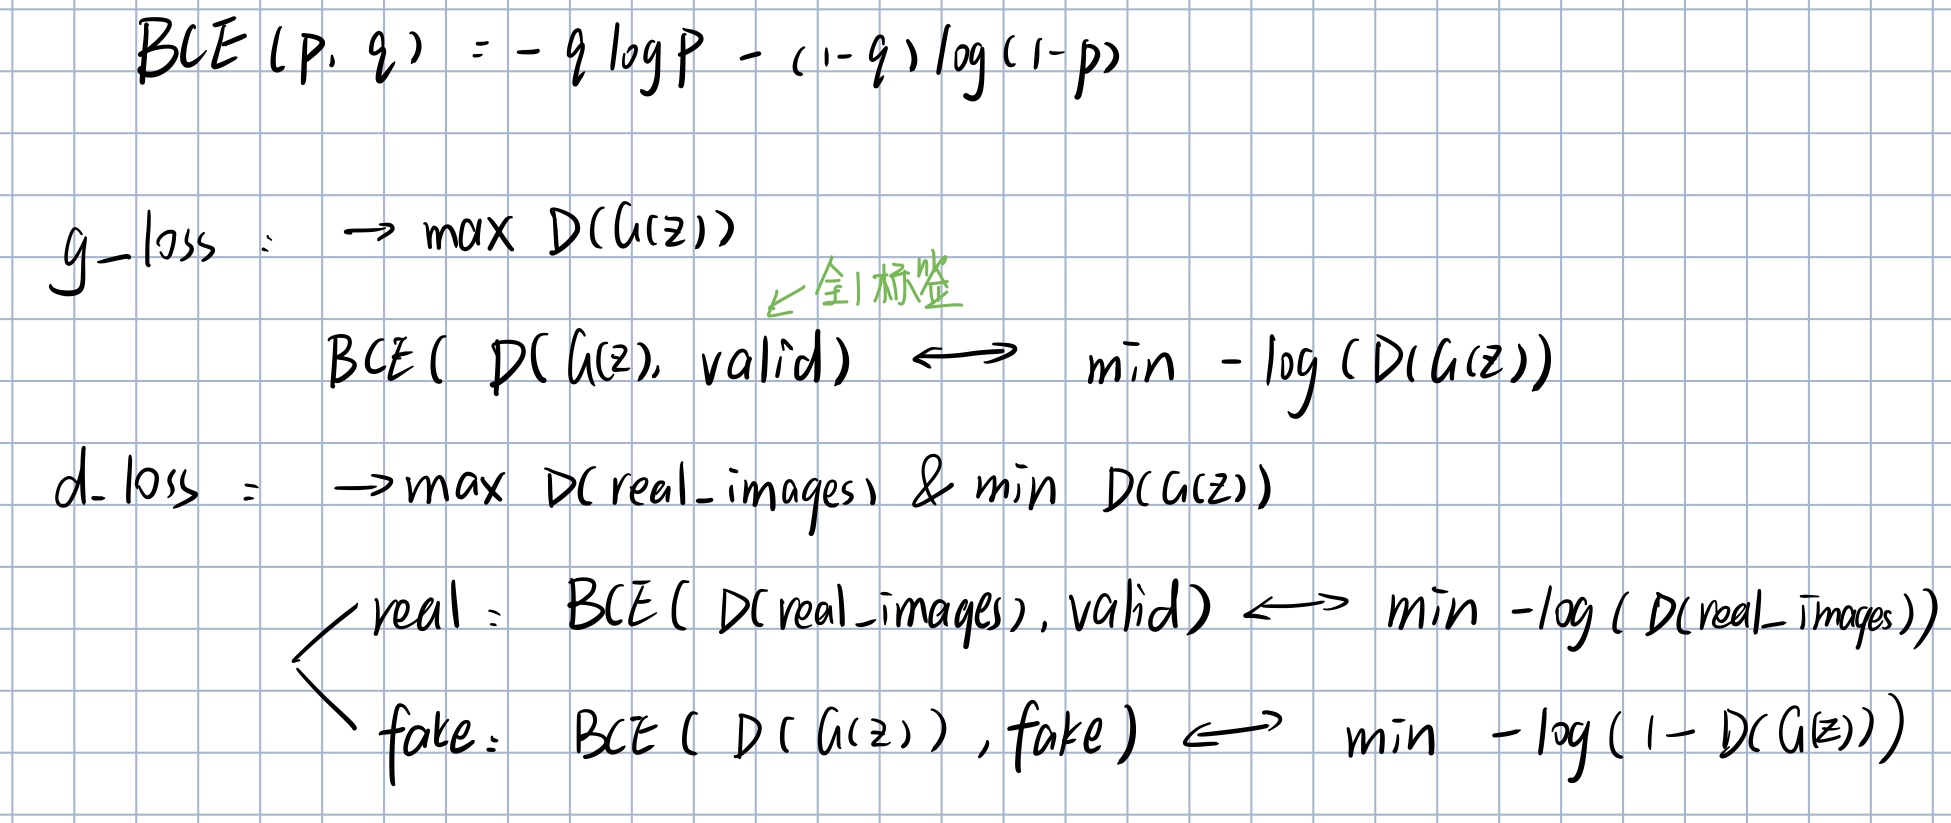 BCE(p, q) = - q log p - (1-q) log(1-p)
g_loss : → max D(G(z))
全1标签
BCE( D(G(z), valid) ⟷ min - log(D(G(z))
d_loss : → max D(real_images) & min D(G(z))
real : BCE( D(real_images), valid) ⟷ min -log( D(real_images))
fake : BCE( D(G(z)), fake) ⟷ min -log(1- D(G(z)))